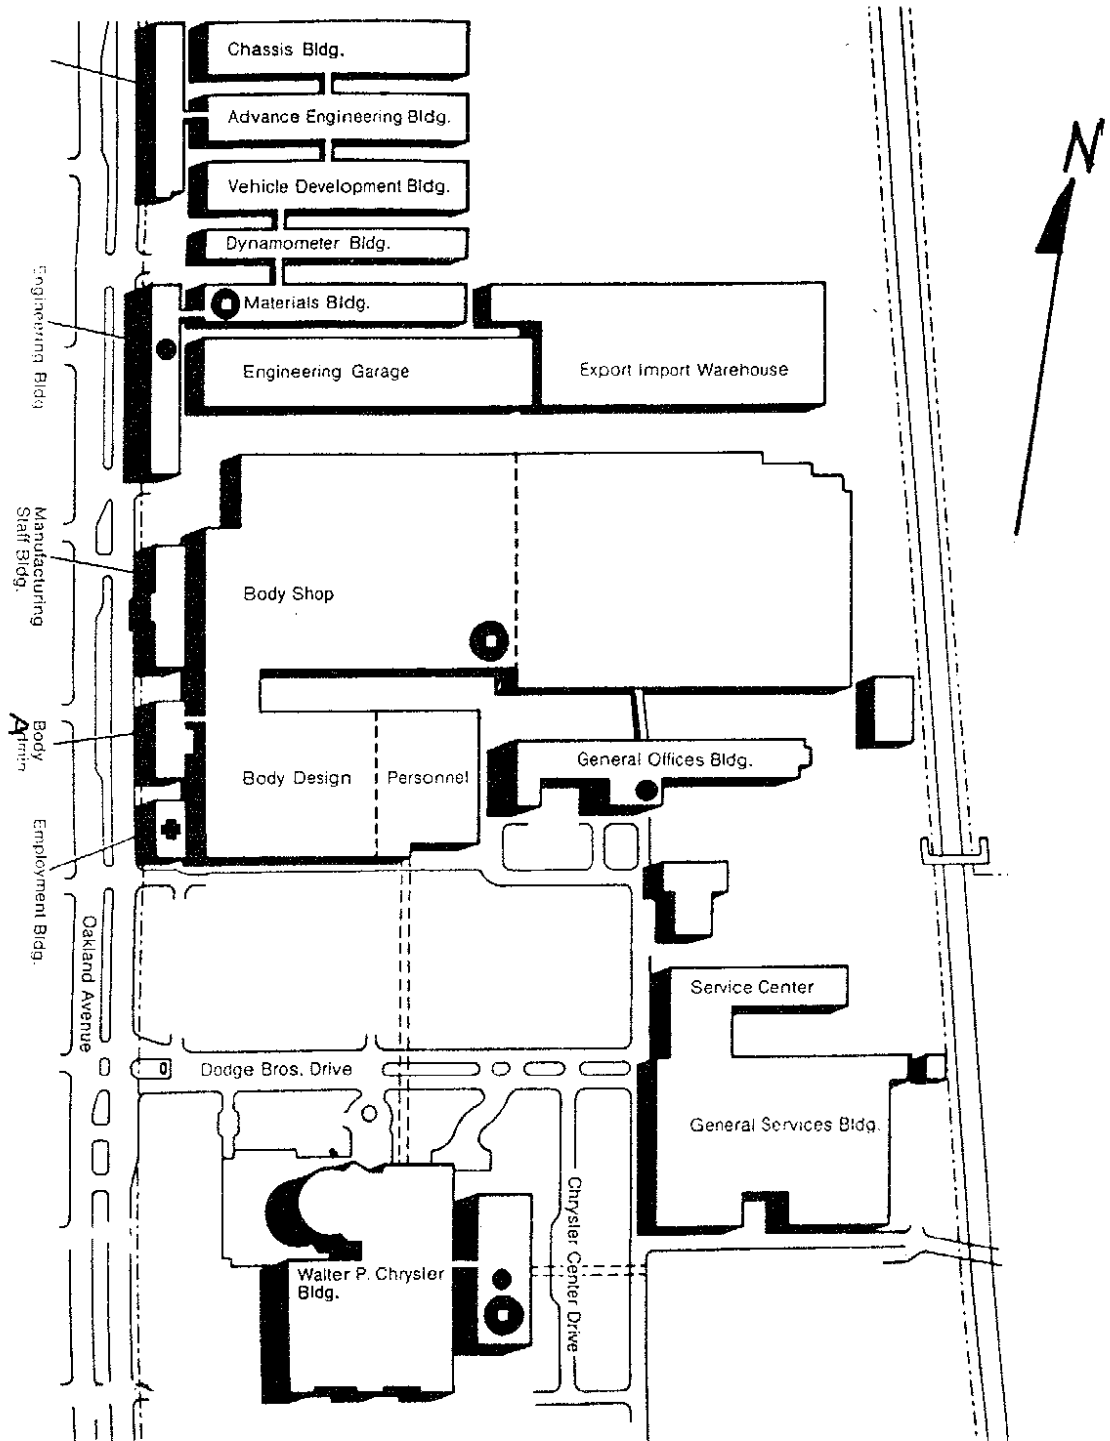 Chassis Bldg.
Advance Engineering Bldg.
N
Vehicle Development Bldg.
Dynamometer Bldg.
Materials Bldg.
Engineering Bldg
Engineering Garage
Export Import Warehouse
Manufacturing
Staff Bldg.
Body Shop
Body
Admin
Body Design
Personnel
General Offices Bldg.
Employment Bldg.
Oakland Avenue
Service Center
Dodge Bros. Drive
General Services Bldg.
Chrysler Center Drive
Walter P. Chrysler
Bldg.